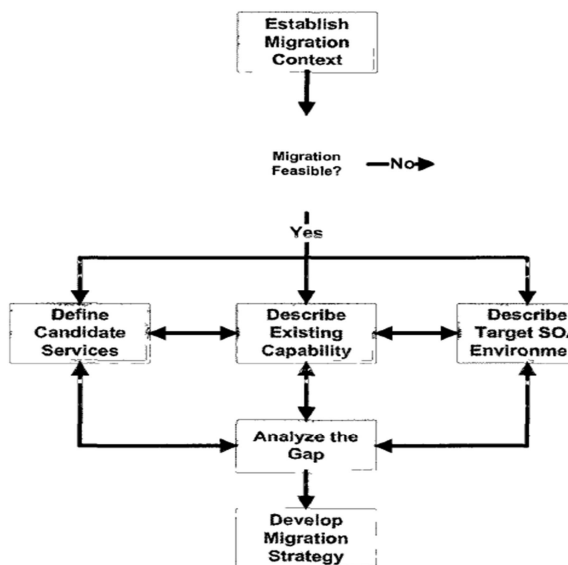 Establish
Migration
Context
Migration
Feasible?
No
Yes
Define
Candidate
Services
Describe
Existing
Capability
Describe
Target SO
Environme
Analyze the
Gap
Develop
Migration
Strategy